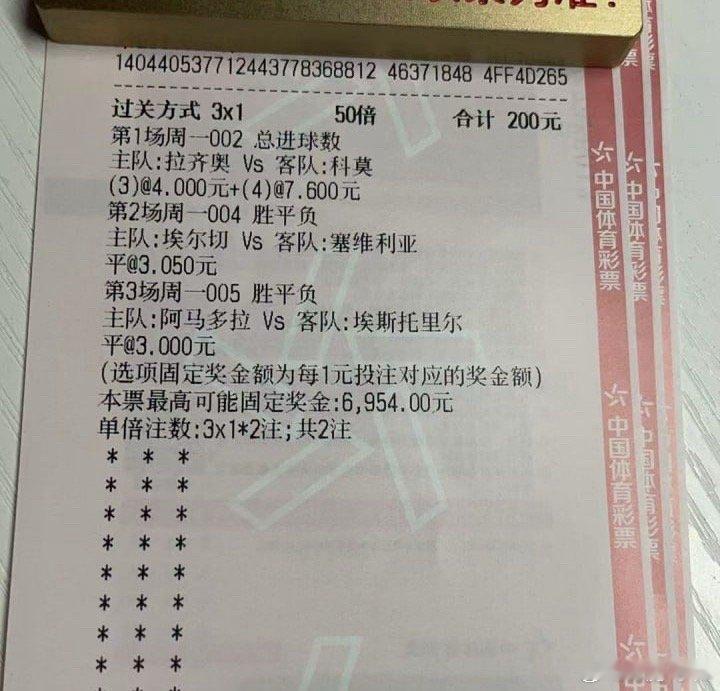 140440537712443778368812 46371848 4FF4D265
过关方式 3x1 50倍 合计 200元
第1场周一002 总进球数
主队:拉齐奥 Vs 客队:科莫
(3)@4.000元+(4)@7.600元
第2场周一004 胜平负
主队:埃尔切 Vs 客队:塞维利亚
平@3.050元
第3场周一005 胜平负
主队:阿马多拉 Vs 客队:埃斯托里尔
平@3.000元
(选项固定奖金额为每1元投注对应的奖金额)
本票最高可能固定奖金:6,954.00元
单倍注数:3x1*2注;共2注
* * *
* * *
* * *
* * *
* * *
* * *
* * *
* * *
中国体育彩票
中国体育彩票
中国体育彩票
中国体育彩票